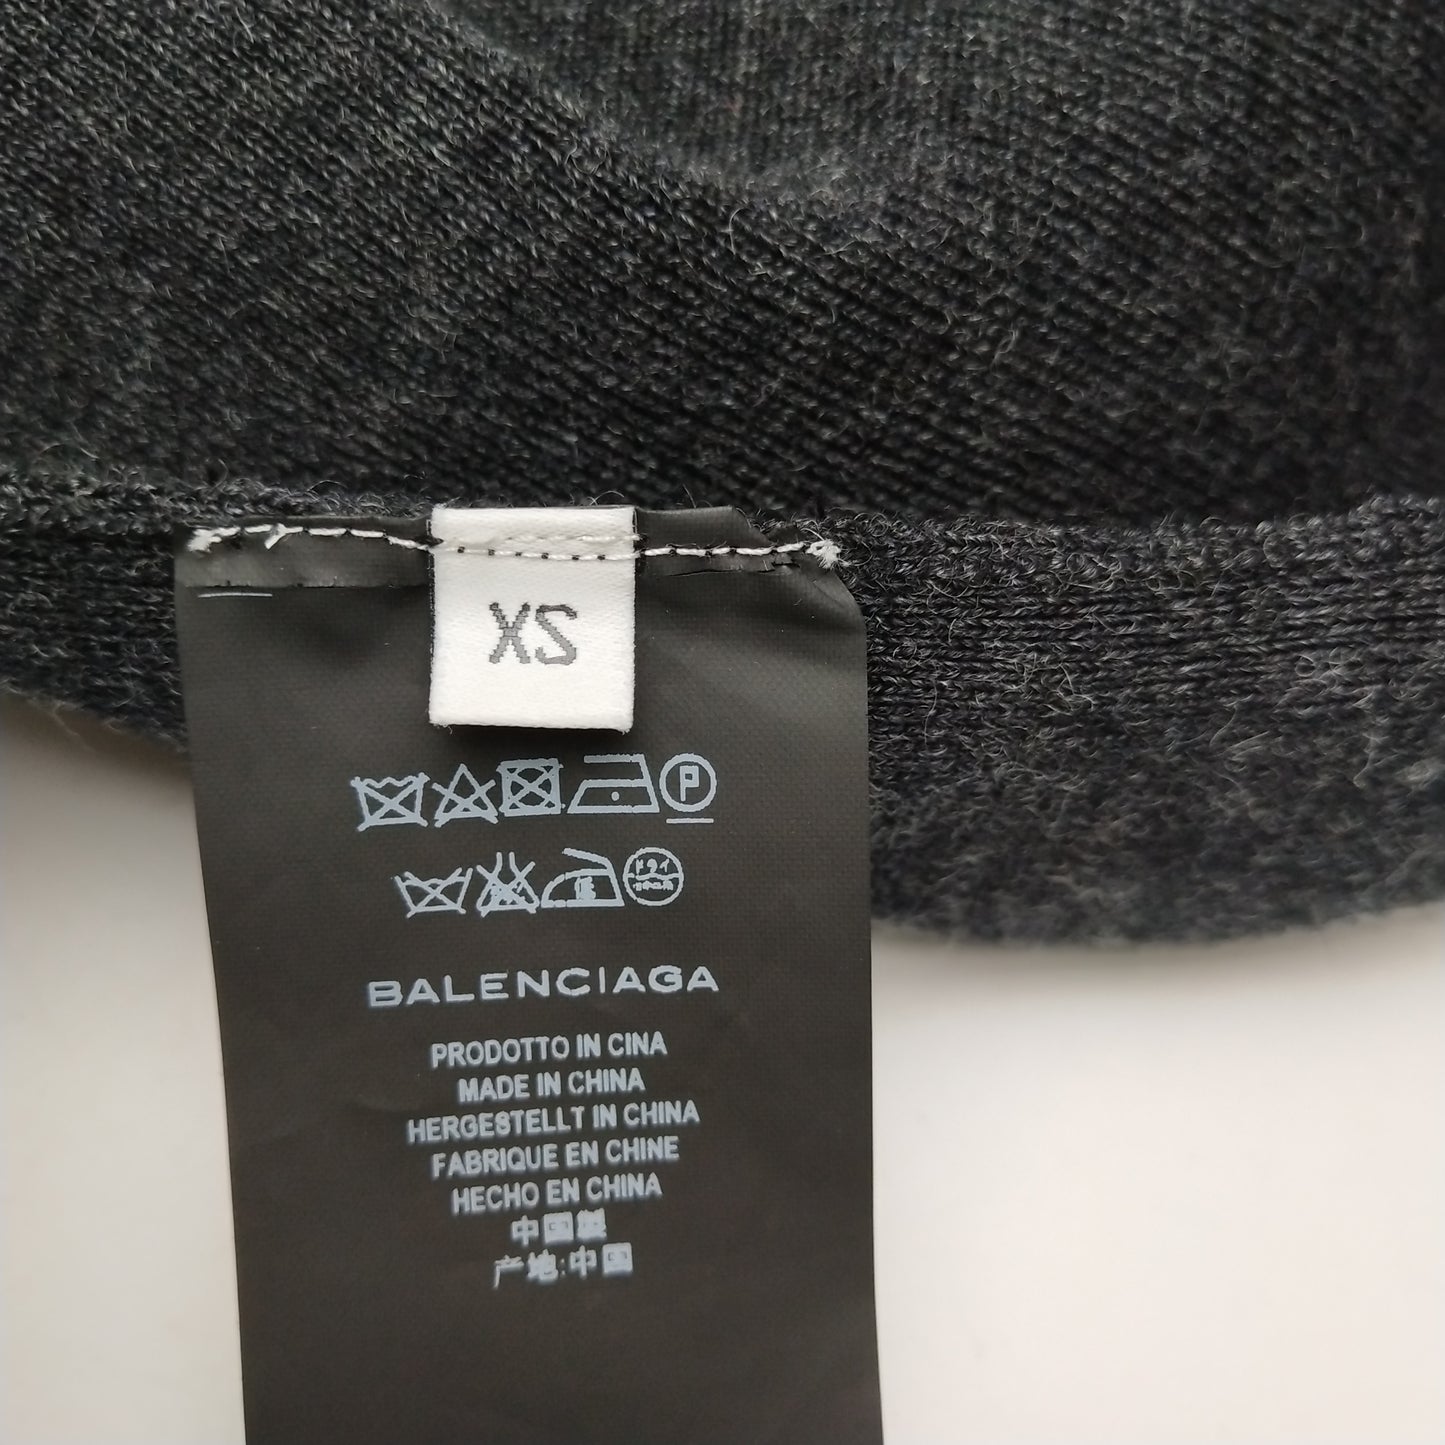 XS
P
BALENCIAGA
PRODOTTO IN CINA
MADE IN CHINA
HERGESTELLT IN CHINA
FABRIQUE EN CHINE
HECHO EN CHINA
中国製
产地:中国